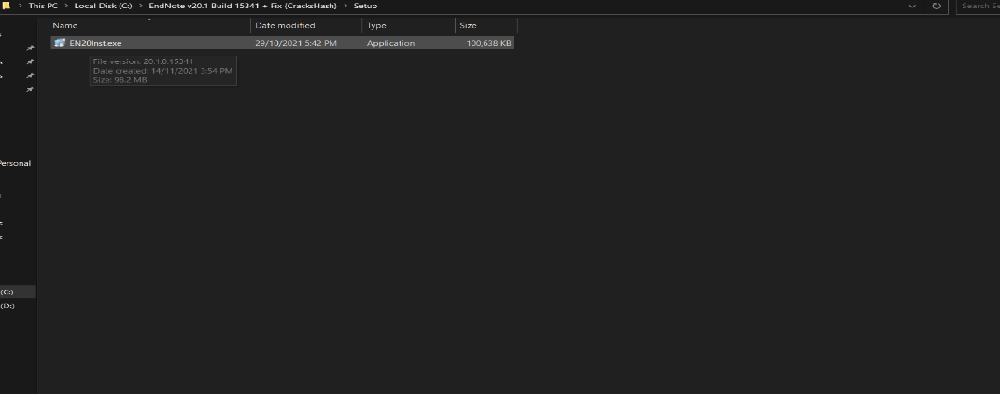 This PC > Local Disk (C:) > EndNote v20.1 Build 15341 + Fix {CracksHash} > Setup
Search Se
Name Date modified Type Size
EN20Inst.exe 29/10/2021 5:42 PM Application 100,638 KB
File version: 20.1.0.15341
Date created: 14/11/2021 3:54 PM
Size: 98.2 MB
s
s
s
Personal
s
s
s
(C:)
(D:)